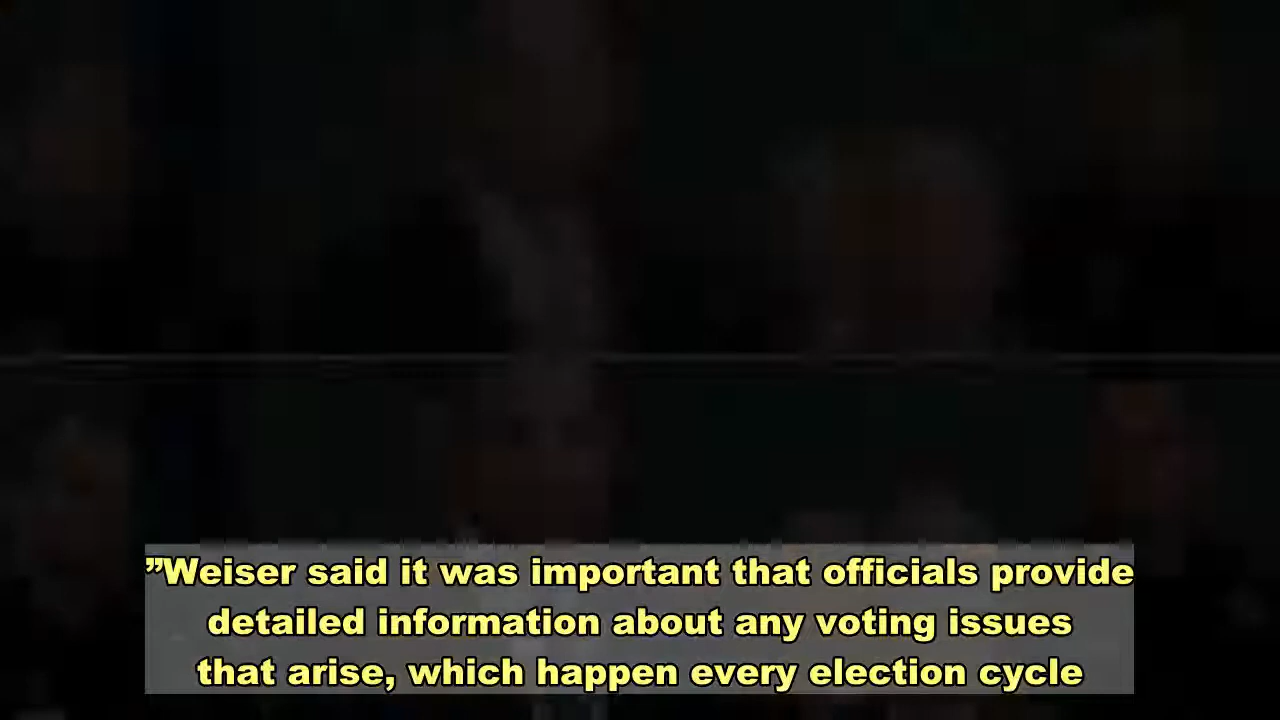 ”Weiser said it was important that officials provide
detailed information about any voting issues
that arise, which happen every election cycle